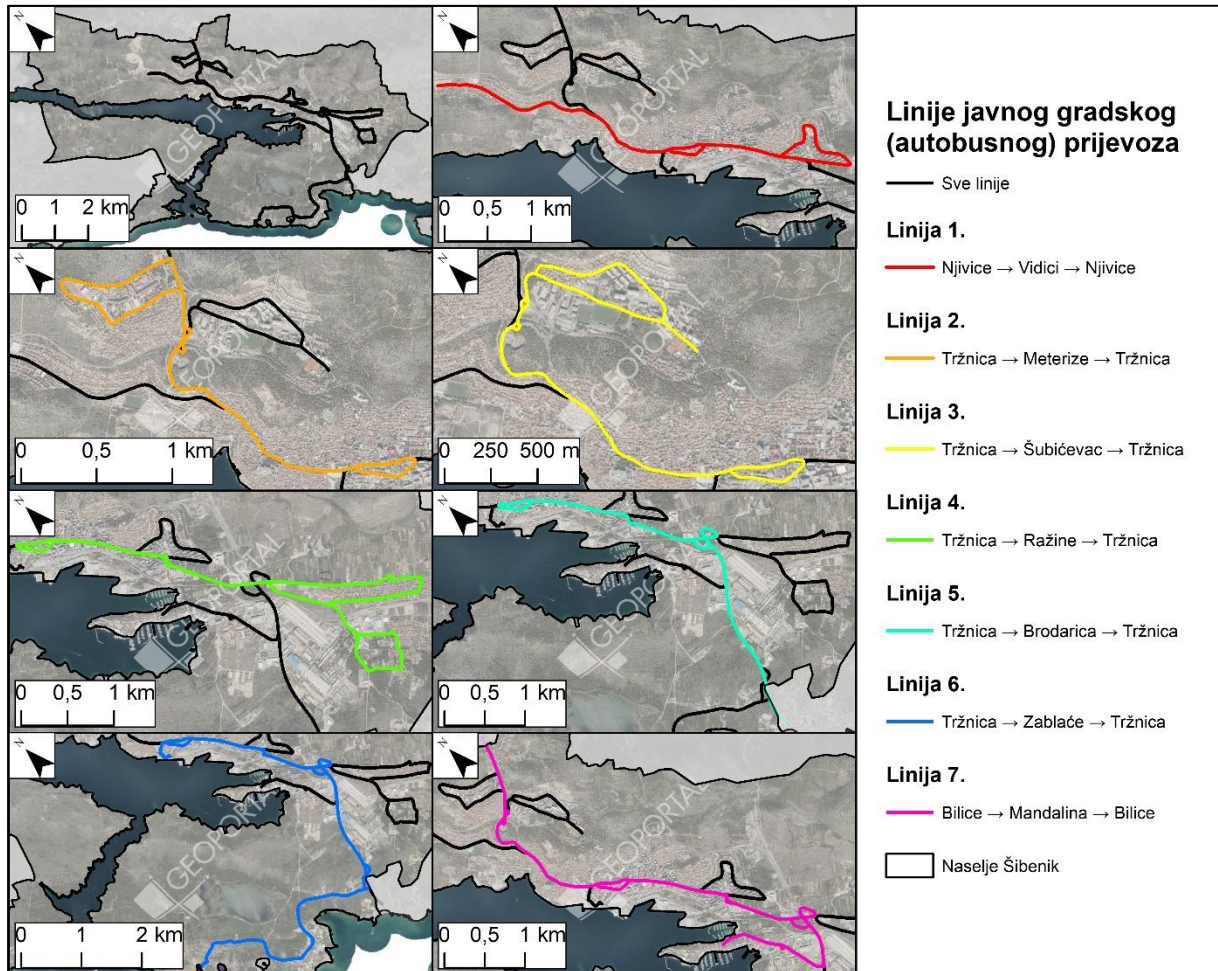 N
0 1 2 km
GEOPORTAL
N
0 0,5 1 km
GEOPORTAL
N
0 0,5 1 km
GEOPORTAL
N
0 250 500 m
GEOPORTAL
N
0 0,5 1 km
GEOPORTAL
N
0 0,5 1 km
GEOPORTAL
N
0 1 2 km
GEOPORTAL
N
0 0,5 1 km
GEOPORTAL
Linije javnog gradskog
(autobusnog) prijevoza
Sve linije
Linija 1.
Njivice → Vidici → Njivice
Linija 2.
Tržnica → Meterize → Tržnica
Linija 3.
Tržnica → Šubićevac → Tržnica
Linija 4.
Tržnica → Ražine → Tržnica
Linija 5.
Tržnica → Brodarica → Tržnica
Linija 6.
Tržnica → Zablaće → Tržnica
Linija 7.
Bilice → Mandalina → Bilice
Naselje Šibenik